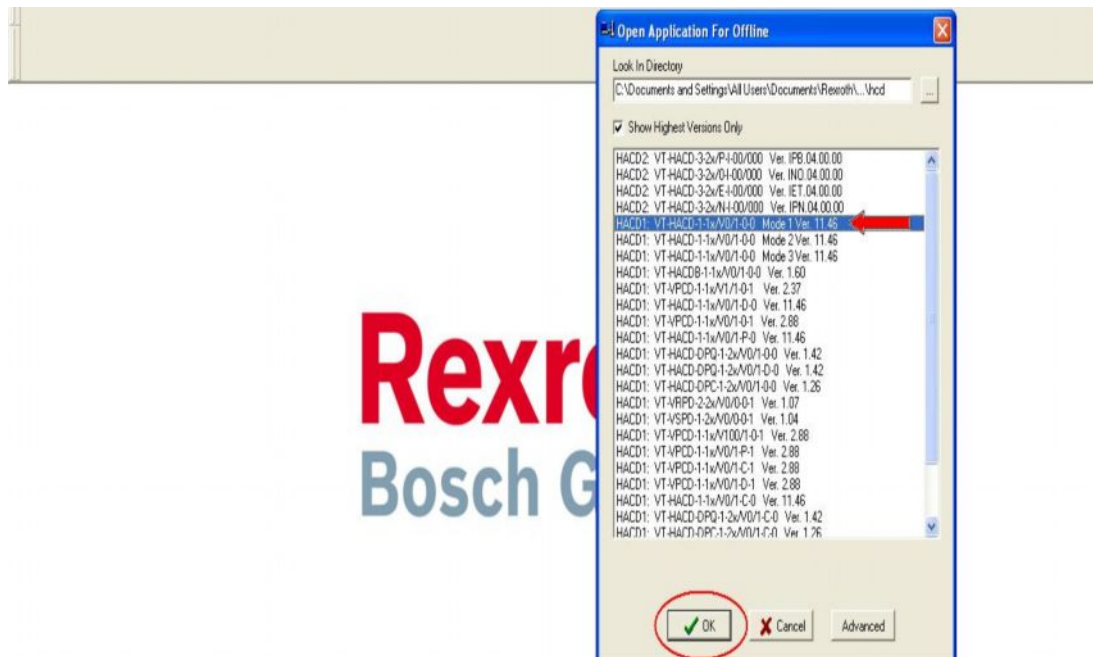 Open Application For Offline
Look In Directory
C:\Documents and Settings\All Users\Documents\Rexroth\...\hcd
...
Show Highest Versions Only
HACD2: VT-HACD-3-2x/P-I-00/000 Ver. IPB.04.00.00
HACD2: VT-HACD-3-2x/0-I-00/000 Ver. INO.04.00.00
HACD2: VT-HACD-3-2x/E-I-00/000 Ver. IET.04.00.00
HACD2: VT-HACD-3-2x/N-I-00/000 Ver. IPN.04.00.00
HACD1: VT-HACD-1-1x/V0/1-0-0 Mode 1 Ver. 11.46
HACD1: VT-HACD-1-1x/V0/1-0-0 Mode 2 Ver. 11.46
HACD1: VT-HACD-1-1x/V0/1-0-0 Mode 3 Ver. 11.46
HACD1: VT-HACDB-1-1x/V0/1-0-0 Ver. 1.60
HACD1: VT-VPCD-1-1x/V1/1-0-1 Ver. 2.37
HACD1: VT-HACD-1-1x/V0/1-D-0 Ver. 11.46
HACD1: VT-VPCD-1-1x/V0/1-0-1 Ver. 2.88
HACD1: VT-HACD-1-1x/V0/1-P-0 Ver. 11.46
HACD1: VT-HACD-DPQ-1-2x/V0/1-0-0 Ver. 1.42
HACD1: VT-HACD-DPQ-1-2x/V0/1-D-0 Ver. 1.42
HACD1: VT-HACD-DPC-1-2x/V0/1-0-0 Ver. 1.26
HACD1: VT-VRPD-2-2x/V0/0-0-1 Ver. 1.07
HACD1: VT-VSPD-1-2x/V0/0-0-1 Ver. 1.04
HACD1: VT-VPCD-1-1x/V100/1-0-1 Ver. 2.88
HACD1: VT-VPCD-1-1x/V0/1-P-1 Ver. 2.88
HACD1: VT-VPCD-1-1x/V0/1-C-1 Ver. 2.88
HACD1: VT-VPCD-1-1x/V0/1-D-1 Ver. 2.88
HACD1: VT-HACD-1-1x/V0/1-C-0 Ver. 11.46
HACD1: VT-HACD-DPQ-1-2x/V0/1-C-0 Ver. 1.42
HACD1: VT-HACD-DPC-1-2x/V0/1-C-0 Ver. 1.26
Rexr
Bosch G
OK
Cancel
Advanced